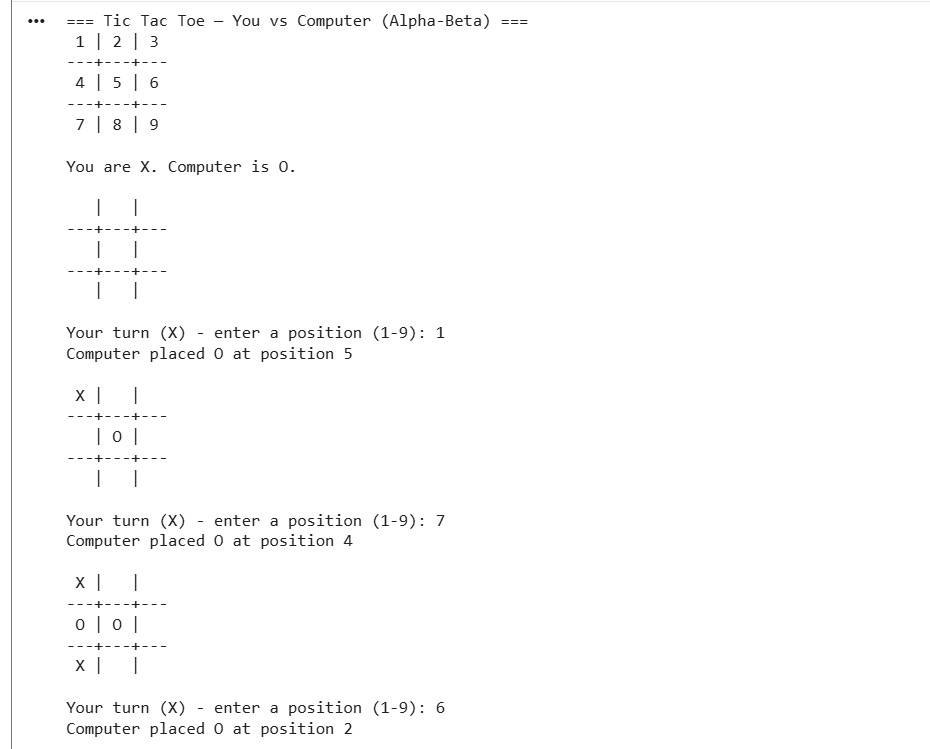 === Tic Tac Toe — You vs Computer (Alpha-Beta) ===
 1 | 2 | 3
---+---+---
 4 | 5 | 6
---+---+---
 7 | 8 | 9

You are X. Computer is O.

   |   |
---+---+---
   |   |
---+---+---
   |   |

Your turn (X) - enter a position (1-9): 1
Computer placed O at position 5

 X |   |
---+---+---
   | O |
---+---+---
   |   |

Your turn (X) - enter a position (1-9): 7
Computer placed O at position 4

 X |   |
---+---+---
 O | O |
---+---+---
 X |   |

Your turn (X) - enter a position (1-9): 6
Computer placed O at position 2